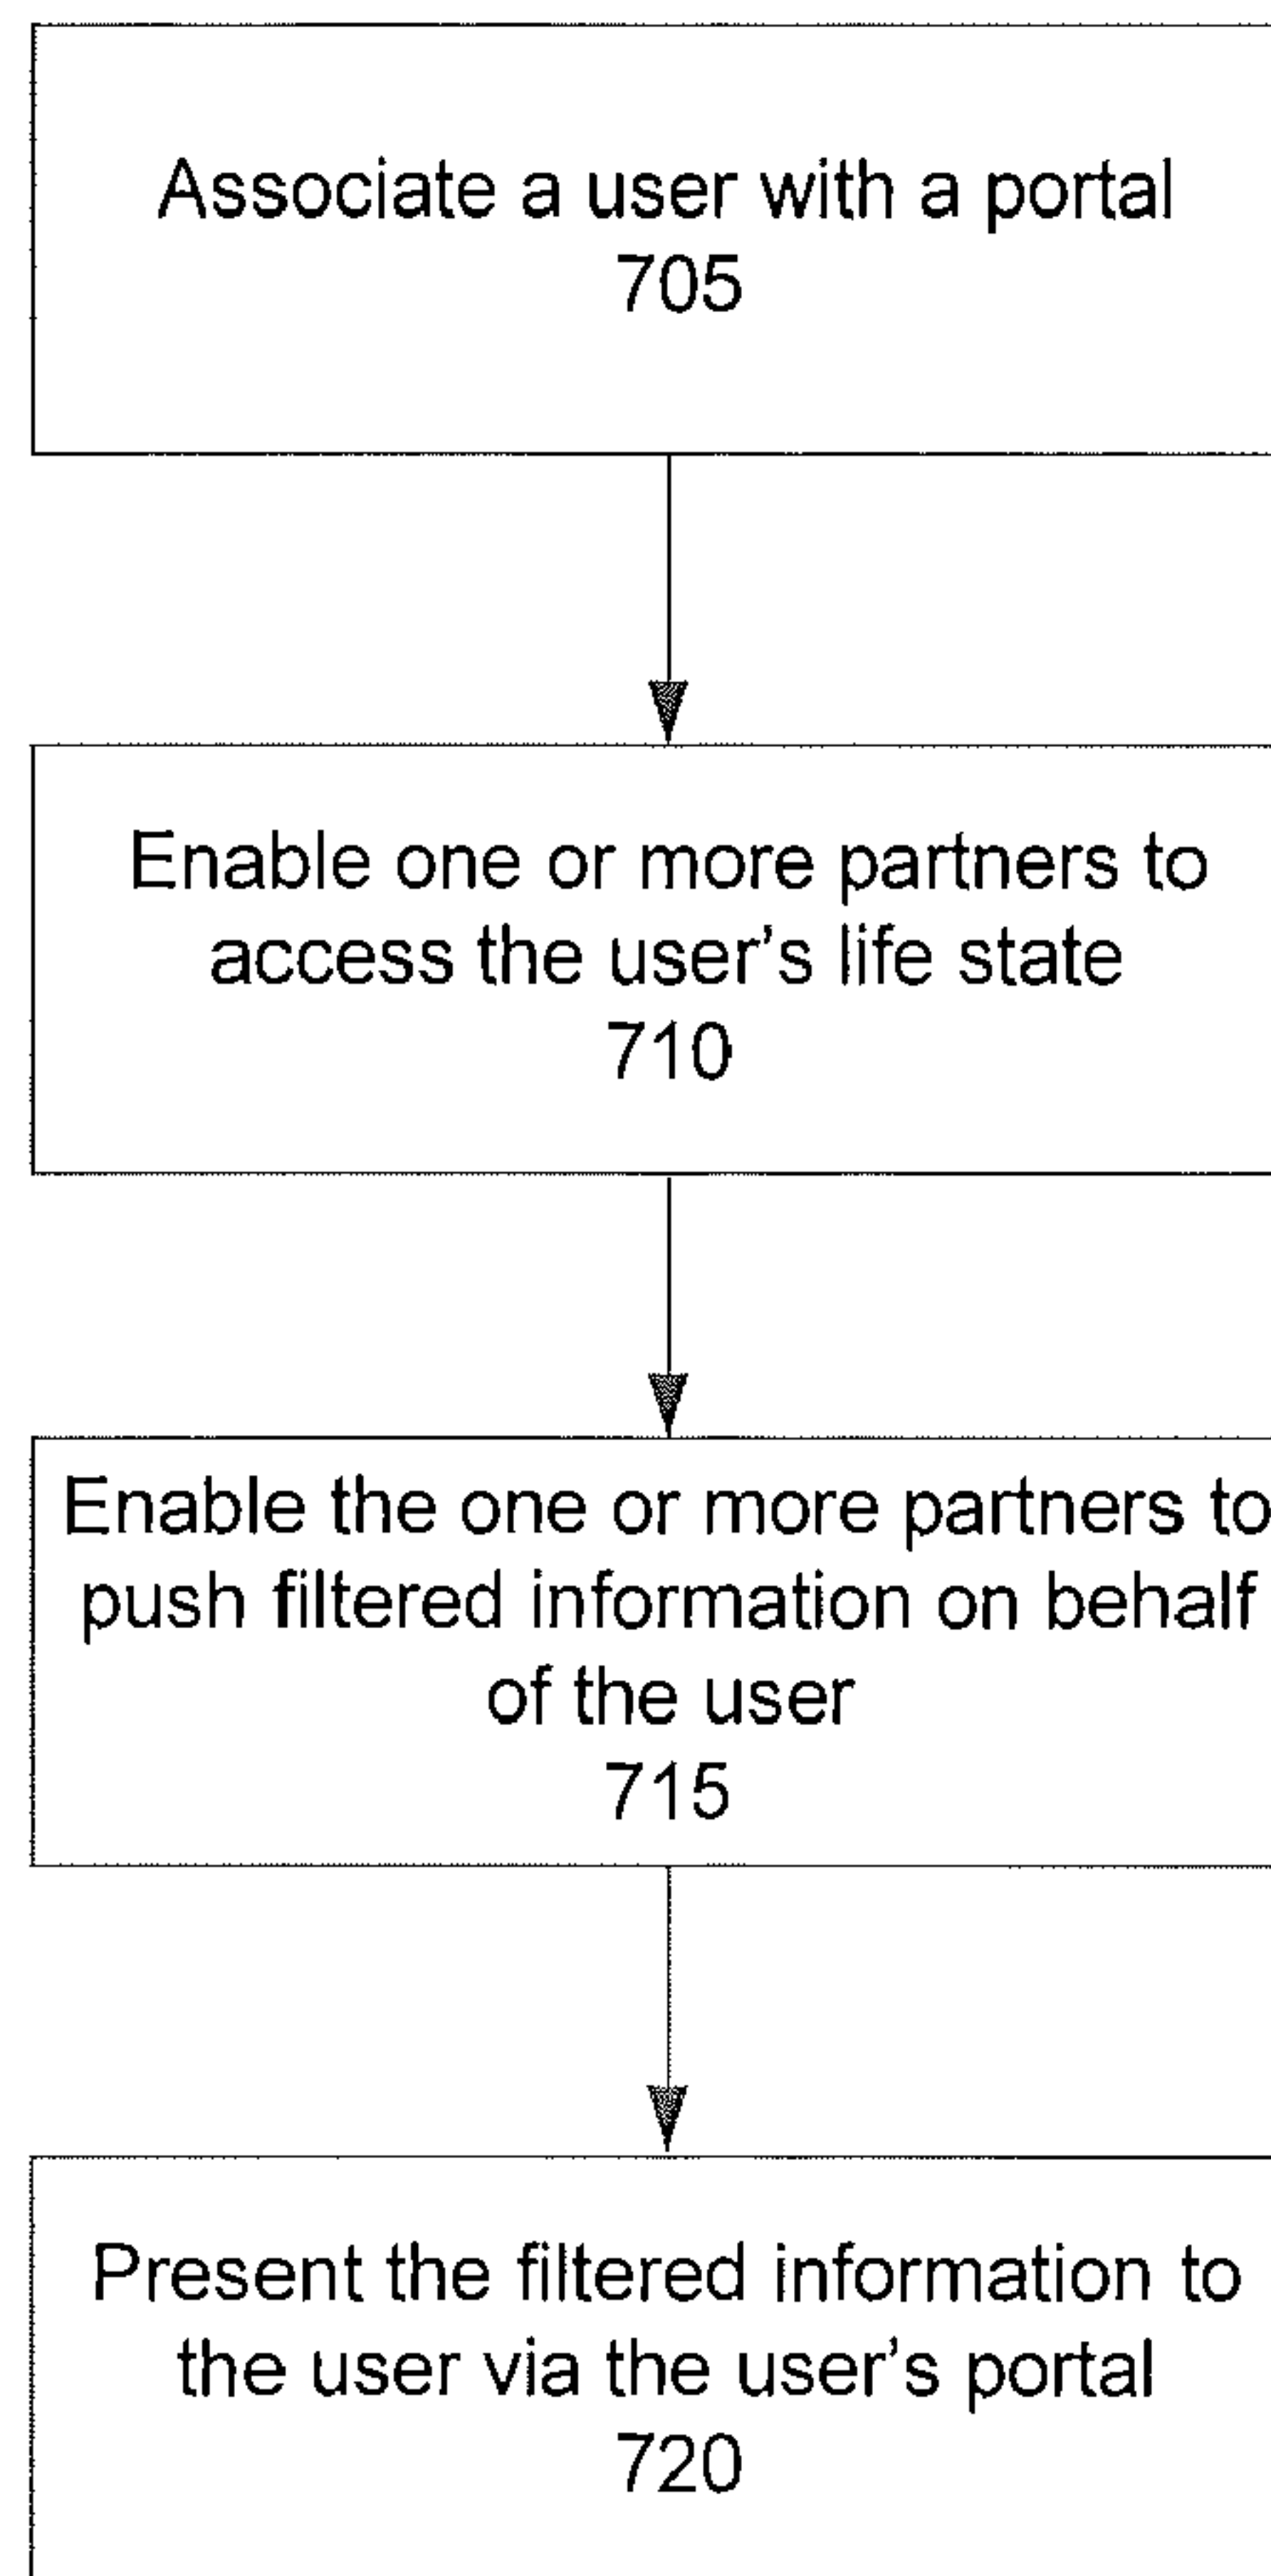 Associate a user with a portal
705
Enable one or more partners to
access the user's life state
710
Enable the one or more partners to
push filtered information on behalf
of the user
715
Present the filtered information to
the user via the user's portal
720